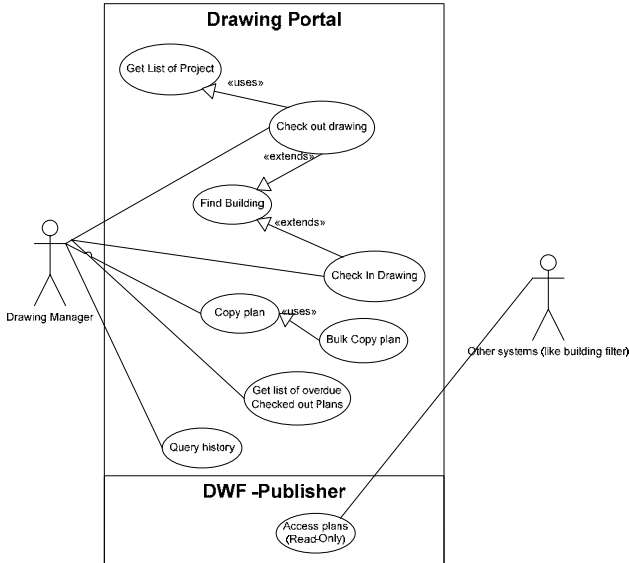 Drawing Portal
Get List of Project
«uses»
Check out drawing
«extends»
Find Building
«extends»
Check In Drawing
Drawing Manager
Copy plan
«uses»
Bulk Copy plan
Other systems (like building filter)
Get list of overdue
Checked out Plans
Query history
DWF -Publisher
Access plans
(Read-Only)